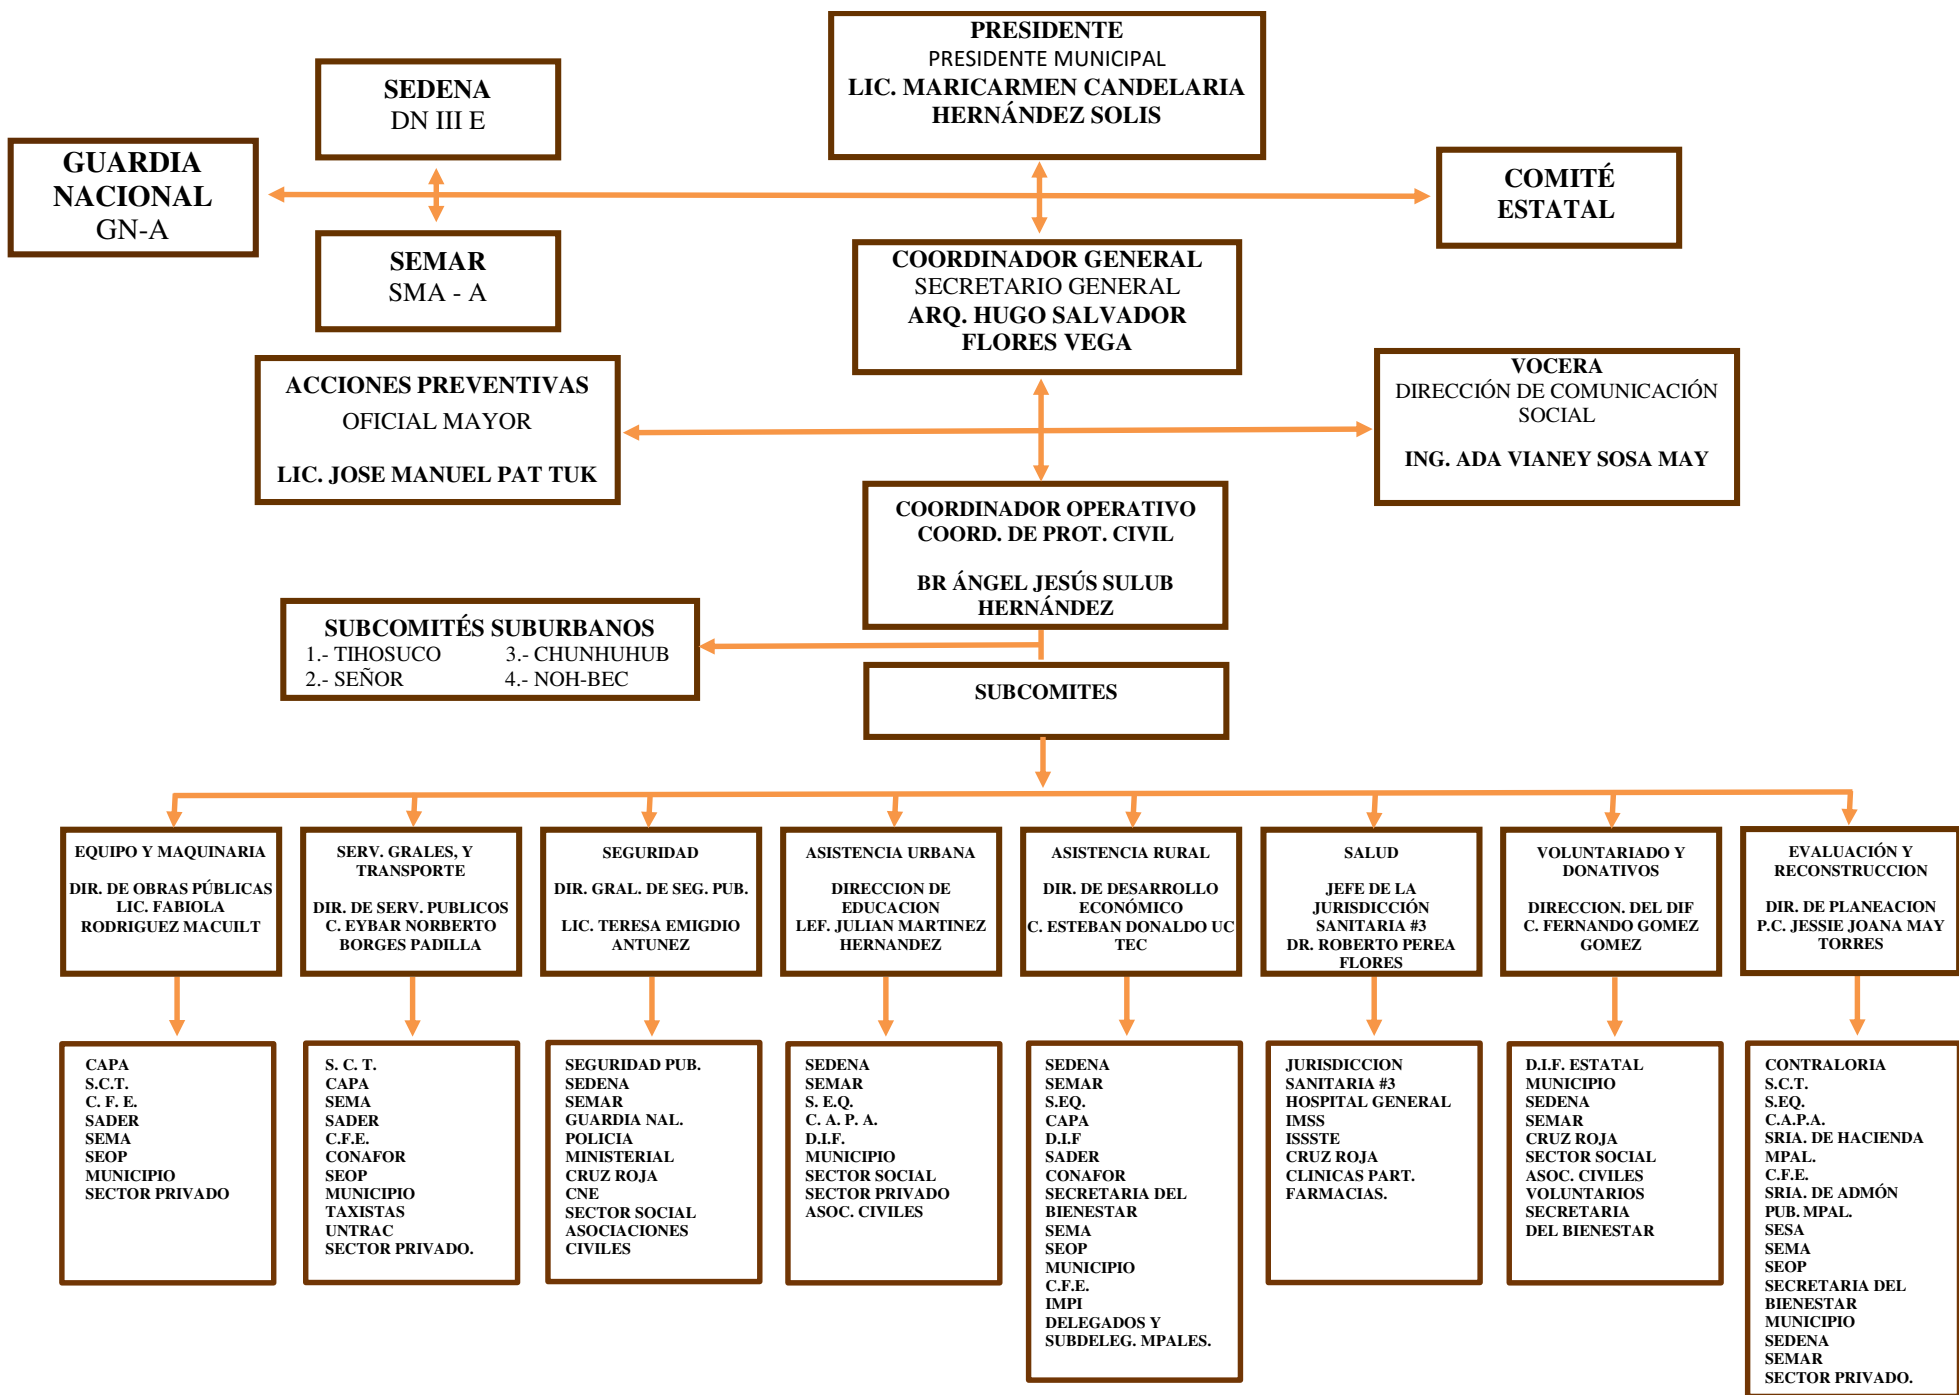 PRESIDENTE
PRESIDENTE MUNICIPAL
LIC. MARICARMEN CANDELARIA
HERNÁNDEZ SOLIS
SEDENA
DN III E
GUARDIA
NACIONAL
GN-A
COMITÉ
ESTATAL
SEMAR
SMA - A
COORDINADOR GENERAL
SECRETARIO GENERAL
ARQ. HUGO SALVADOR
FLORES VEGA
ACCIONES PREVENTIVAS
OFICIAL MAYOR
LIC. JOSE MANUEL PAT TUK
VOCERA
DIRECCIÓN DE COMUNICACIÓN
SOCIAL
ING. ADA VIANEY SOSA MAY
COORDINADOR OPERATIVO
COORD. DE PROT. CIVIL
BR ÁNGEL JESÚS SULUB
HERNÁNDEZ
SUBCOMITÉS SUBURBANOS
1.- TIHOSUCO 3.- CHUNHUHUB
2.- SEÑOR 4.- NOH-BEC
SUBCOMITES
EQUIPO Y MAQUINARIA
DIR. DE OBRAS PÚBLICAS
LIC. FABIOLA
RODRIGUEZ MACUILT
SERV. GRALES, Y
TRANSPORTE
DIR. DE SERV. PUBLICOS
C. EYBAR NORBERTO
BORGES PADILLA
SEGURIDAD
DIR. GRAL. DE SEG. PUB.
LIC. TERESA EMIGDIO
ANTUNEZ
ASISTENCIA URBANA
DIRECCION DE
EDUCACION
LEF. JULIAN MARTINEZ
HERNANDEZ
ASISTENCIA RURAL
DIR. DE DESARROLLO
ECONÓMICO
C. ESTEBAN DONALDO UC
TEC
SALUD
JEFE DE LA
JURISDICCIÓN
SANITARIA #3
DR. ROBERTO PEREA
FLORES
VOLUNTARIADO Y
DONATIVOS
DIRECCION. DEL DIF
C. FERNANDO GOMEZ
GOMEZ
EVALUACIÓN Y
RECONSTRUCCION
DIR. DE PLANEACION
P.C. JESSIE JOANA MAY
TORRES
CAPA
S.C.T.
C. F. E.
SADER
SEMA
SEOP
MUNICIPIO
SECTOR PRIVADO
S. C. T.
CAPA
SEMA
SADER
C.F.E.
CONAFOR
SEOP
MUNICIPIO
TAXISTAS
UNTRAC
SECTOR PRIVADO.
SEGURIDAD PUB.
SEDENA
SEMAR
GUARDIA NAL.
POLICIA
MINISTERIAL
CRUZ ROJA
CNE
SECTOR SOCIAL
ASOCIACIONES
CIVILES
SEDENA
SEMAR
S. E.Q.
C. A. P. A.
D.I.F.
MUNICIPIO
SECTOR SOCIAL
SECTOR PRIVADO
ASOC. CIVILES
SEDENA
SEMAR
S.EQ.
CAPA
D.I.F
SADER
CONAFOR
SECRETARIA DEL
BIENESTAR
SEMA
SEOP
MUNICIPIO
C.F.E.
IMPI
DELEGADOS Y
SUBDELEG. MPALES.
JURISDICCION
SANITARIA #3
HOSPITAL GENERAL
IMSS
ISSSTE
CRUZ ROJA
CLINICAS PART.
FARMACIAS.
D.I.F. ESTATAL
MUNICIPIO
SEDENA
SEMAR
CRUZ ROJA
SECTOR SOCIAL
ASOC. CIVILES
VOLUNTARIOS
SECRETARIA
DEL BIENESTAR
CONTRALORIA
S.C.T.
S.EQ.
C.A.P.A.
SRIA. DE HACIENDA
MPAL.
C.F.E.
SRIA. DE ADMÓN
PUB. MPAL.
SESA
SEMA
SEOP
SECRETARIA DEL
BIENESTAR
MUNICIPIO
SEDENA
SEMAR
SECTOR PRIVADO.